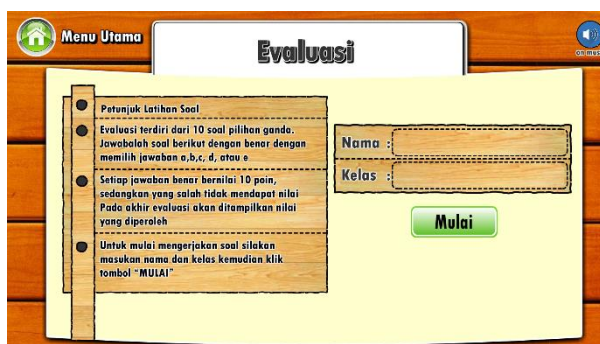 Menu Utama
Evaluasi
on mus
Petunjuk Latihan Soal
Evaluasi terdiri dari 10 soal pilihan ganda.
Jawabalah soal berikut dengan benar dengan
memilih jawaban a,b,c, d, atau e
Setiap jawaban benar bernilai 10 poin,
sedangkan yang salah tidak mendapat nilai
Pada akhir evaluasi akan ditampilkan nilai
yang diperoleh
Untuk mulai mengerjakan soal silakan
masukan nama dan kelas kemudian klik
tombol "MULAI"
Nama :
Kelas :
Mulai